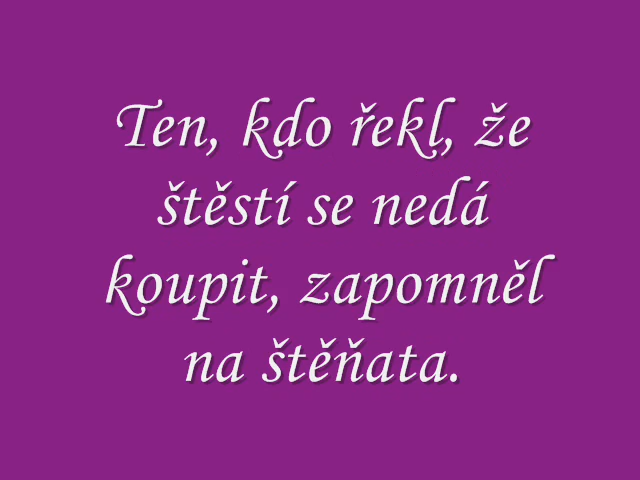 Ten, kdo řekl, že
štěstí se nedá
koupit, zapomněl
na štěňata.